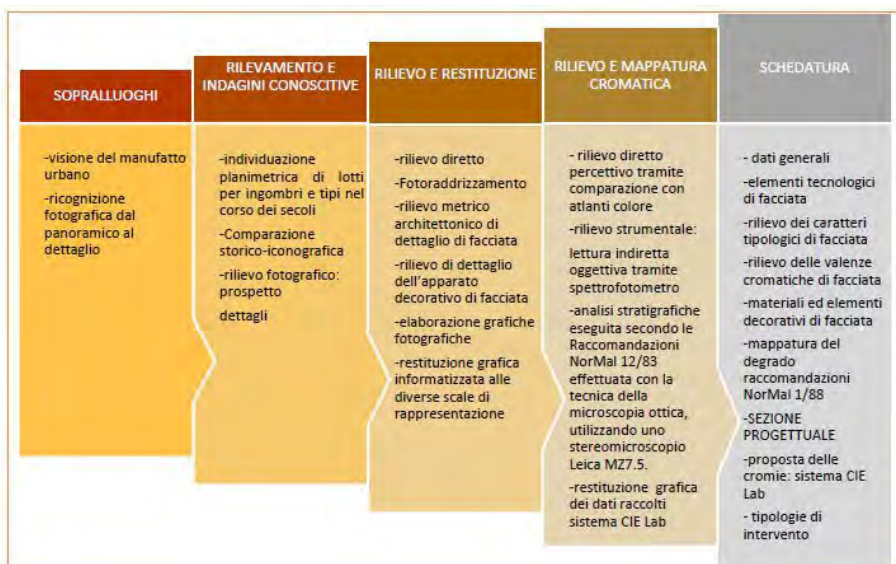 SOPRALLUOGHI
-visione del manufatto
urbano
-ricognizione
fotografica dal
panoramico al
dettaglio
RILEVAMENTO E
INDAGINI CONOSCITIVE
-individuazione
planimetrica di lotti
per ingombri e tipi nel
corso dei secoli
-Comparazione
storico-iconografica
-rilievo fotografico:
prospetto
dettagli
RILIEVO E RESTITUZIONE
-rilievo diretto
-Fotoraddrizzamento
-rilievo metrico
architettonico di
dettaglio di facciata
-rilievo di dettaglio
dell'apparato
decorativo di facciata
-elaborazione grafiche
fotografiche
-restituzione grafica
informatizzata alle
diverse scale di
rappresentazione
RILIEVO E MAPPATURA
CROMATICA
- rilievo diretto
percettivo tramite
comparazione con
atlanti colore
-rilievo strumentale:
lettura indiretta
oggettiva tramite
spettrofotometro
-analisi stratigrafiche
eseguita secondo le
Raccomandazioni
NorMal 12/83
effettuata con la
tecnica della
microscopia ottica,
utilizzando uno
stereomicroscopio
Leica MZ7.5.
-restituzione grafica
dei dati raccolti
sistema CIE Lab
SCHEDATURA
- dati generali
-elementi tecnologici
di facciata
-rilievo dei caratteri
tipologici di facciata
-rilievo delle valenze
cromatiche di facciata
-materiali ed elementi
decorativi di facciata
-mappatura del
degrado
raccomandazioni
NorMal 1/88
-SEZIONE
PROGETTUALE
-proposta delle
cromie: sistema CIE
Lab
- tipologie di
intervento